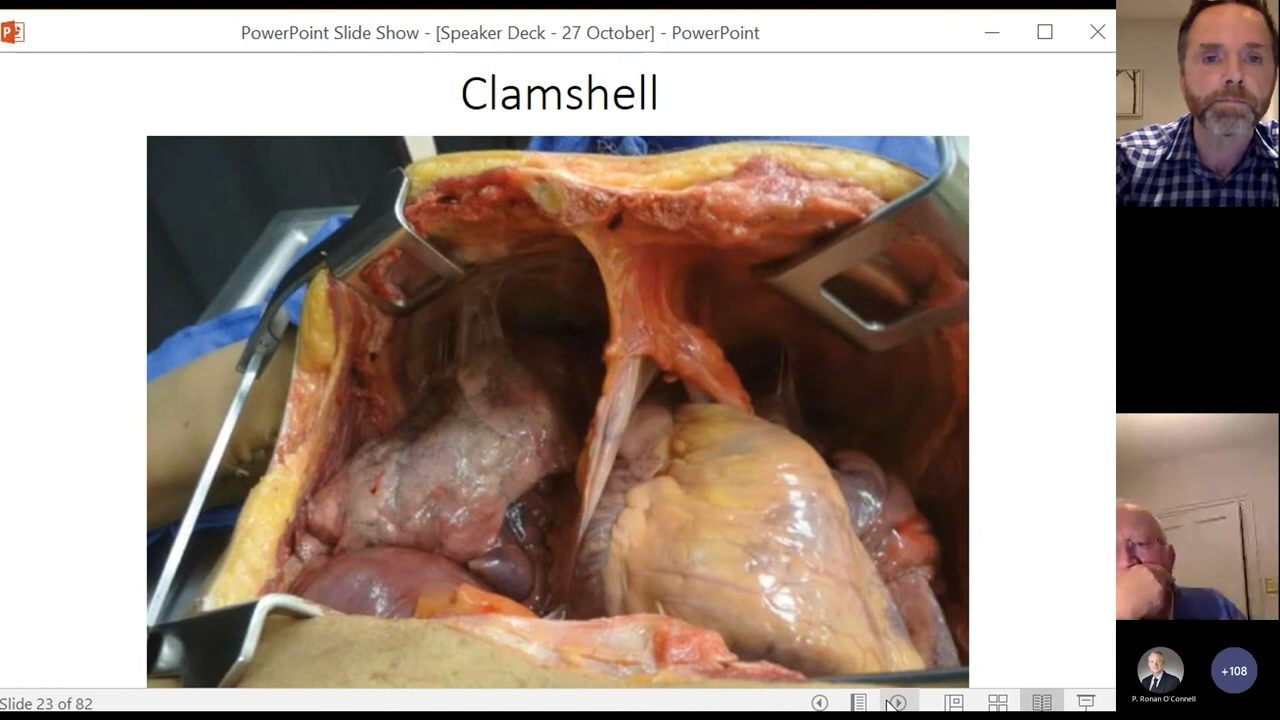 PowerPoint Slide Show - [Speaker Deck - 27 October] - PowerPoint
Clamshell
Slide 23 of 82
P. Ronan O'Connell
+108